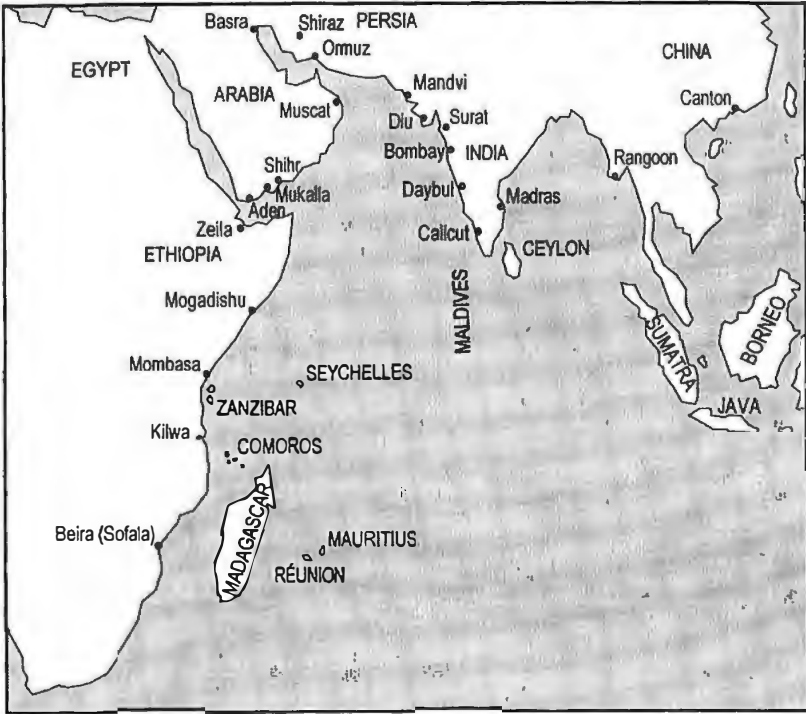 Basra
Shiraz
PERSIA
Ormuz
EGYPT
CHINA
ARABIA
Mandvi
Canton
Muscat
Diu
Surat
Bombay
INDIA
Shihr
Rangoon
Mukalla
Daybul
Aden
Madras
Zeila
Calicut
ETHIOPIA
CEYLON
MALDIVES
Mogadishu
SUMATRA
BORNEO
Mombasa
SEYCHELLES
ZANZIBAR
JAVA
Kilwa
COMOROS
MADAGASCAR
Beira (Sofala)
MAURITIUS
RÉUNION